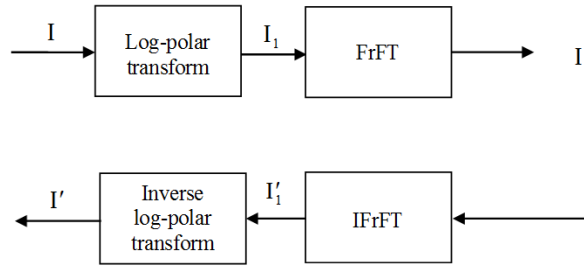 I
Log-polar
transform
I₁
FrFT
I
I′
Inverse
log-polar
transform
I′₁
IFrFT